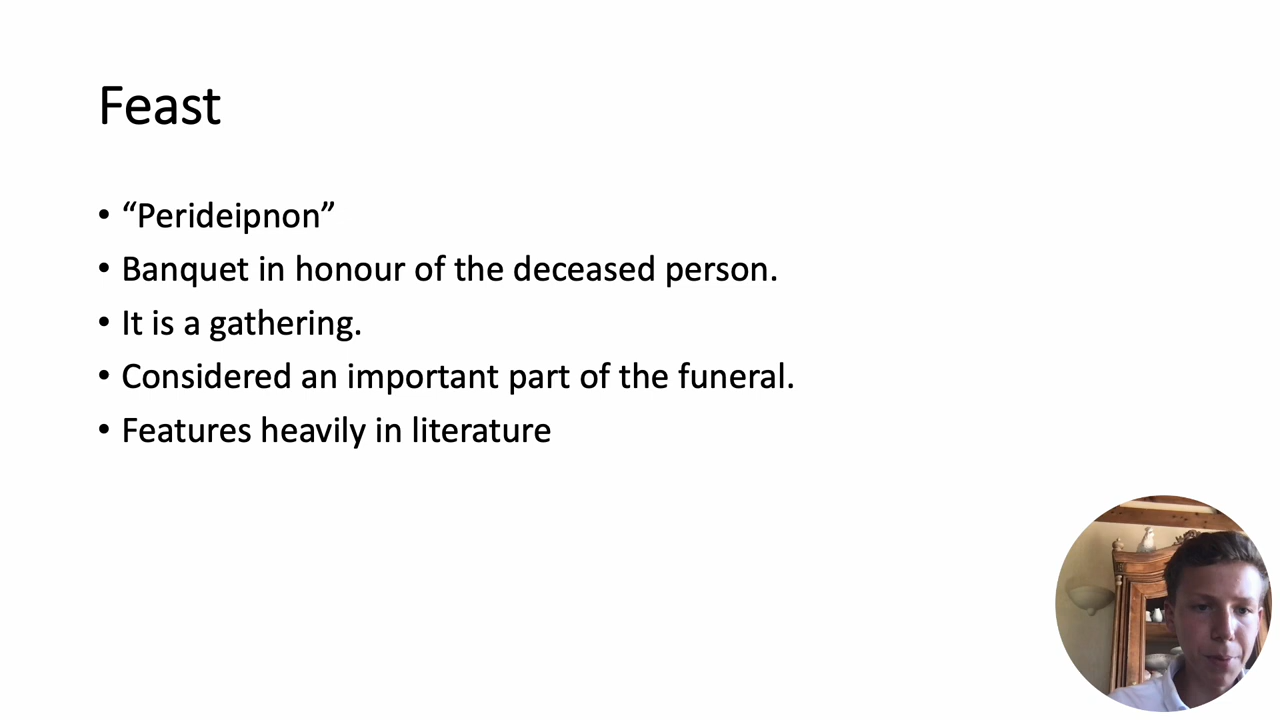 Feast
• “Perideipnon”
• Banquet in honour of the deceased person.
• It is a gathering.
• Considered an important part of the funeral.
• Features heavily in literature